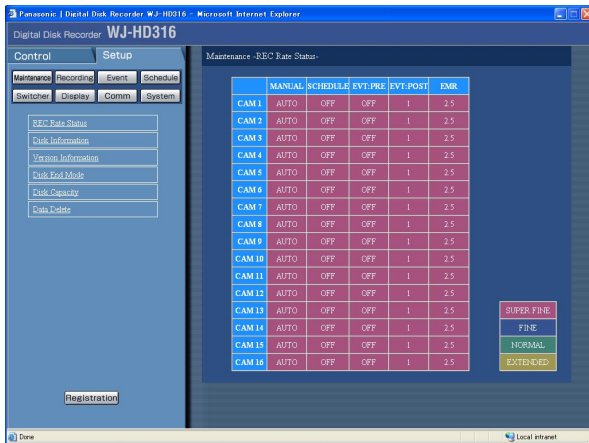 Panasonic | Digital Disk Recorder WJ-HD316 - Microsoft Internet Explorer
Digital Disk Recorder WJ-HD316
Control Setup
Maintenance Recording Event Schedule
Switcher Display Comm System
REC Rate Status
Disk Information
Version Information
Disk End Mode
Disk Capacity
Data Delete
Registration
Maintenance -REC Rate Status-
MANUAL SCHEDULE EVT:PRE EVT:POST EMR
CAM 1 AUTO OFF OFF 1 2.5
CAM 2 AUTO OFF OFF 1 2.5
CAM 3 AUTO OFF OFF 1 2.5
CAM 4 AUTO OFF OFF 1 2.5
CAM 5 AUTO OFF OFF 1 2.5
CAM 6 AUTO OFF OFF 1 2.5
CAM 7 AUTO OFF OFF 1 2.5
CAM 8 AUTO OFF OFF 1 2.5
CAM 9 AUTO OFF OFF 1 2.5
CAM 10 AUTO OFF OFF 1 2.5
CAM 11 AUTO OFF OFF 1 2.5
CAM 12 AUTO OFF OFF 1 2.5
CAM 13 AUTO OFF OFF 1 2.5
CAM 14 AUTO OFF OFF 1 2.5
CAM 15 AUTO OFF OFF 1 2.5
CAM 16 AUTO OFF OFF 1 2.5
SUPER FINE
FINE
NORMAL
EXTENDED
Done Local intranet